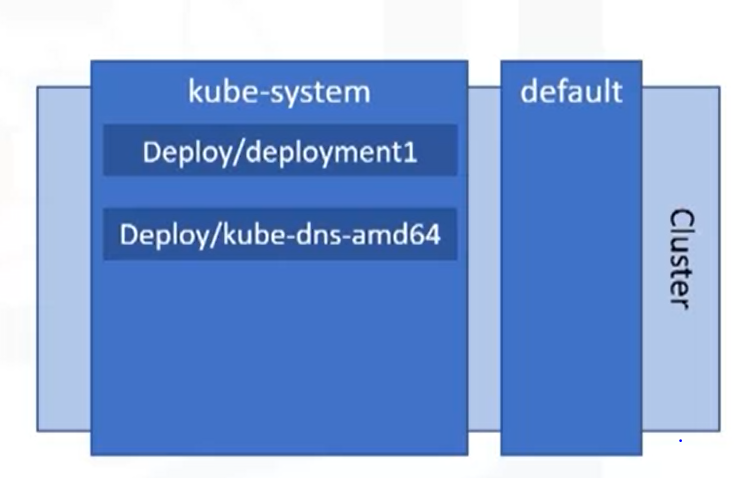 kube-system
Deploy/deployment1
Deploy/kube-dns-amd64
default
Cluster